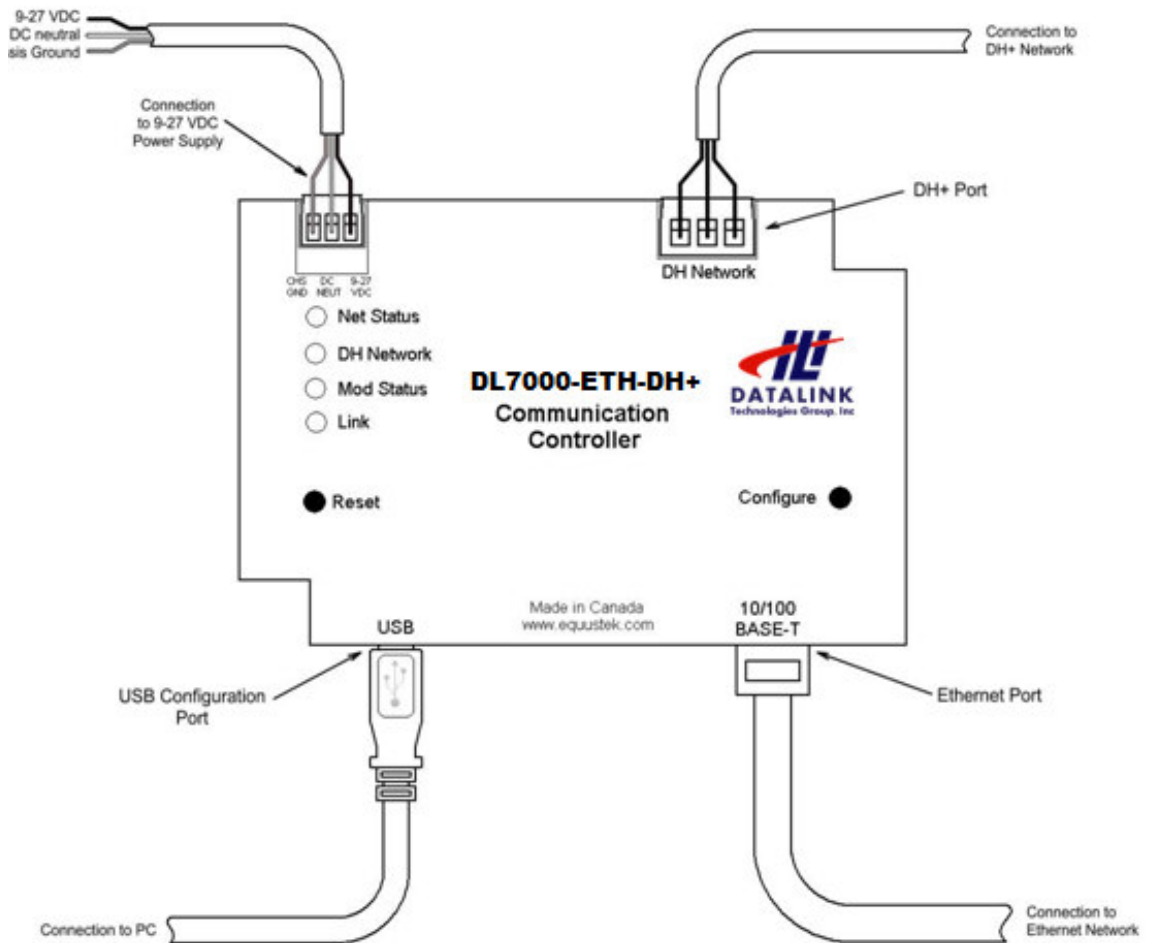 9-27 VDC
DC neutral
sis Ground
Connection
to 9-27 VDC
Power Supply
Connection to
DH+ Network
DH+ Port
DH Network
CHS GND
DC NEUT
9-27 VDC
Net Status
DH Network
Mod Status
Link
DL7000-ETH-DH+
Communication
Controller
DATALINK
Technologies Group. Inc
Reset
Configure
Made in Canada
www.equustek.com
USB
10/100
BASE-T
USB Configuration
Port
Ethernet Port
Connection to PC
Connection to
Ethernet Network